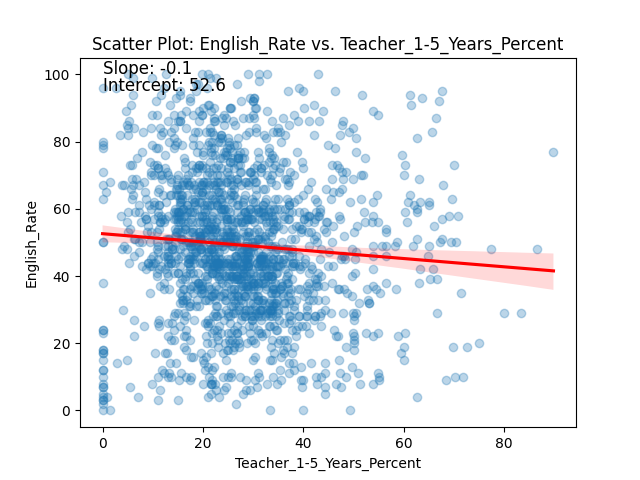 Scatter Plot: English_Rate vs. Teacher_1-5_Years_Percent
Slope: -0.1
Intercept: 52.6
100
80
60
40
20
0
English_Rate
0 20 40 60 80
Teacher_1-5_Years_Percent